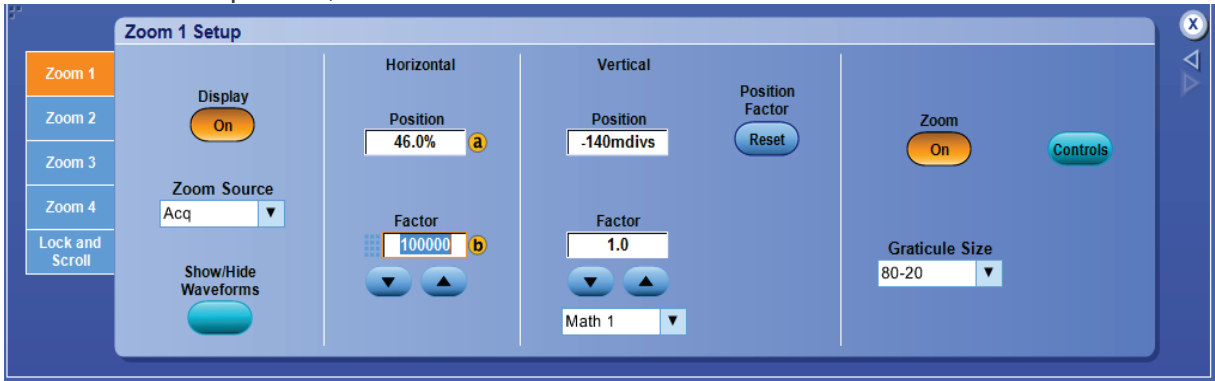 Zoom 1 Setup
X
Zoom 1
Zoom 2
Zoom 3
Zoom 4
Lock and
Scroll
Display
On
Zoom Source
Acq
Show/Hide
Waveforms
Horizontal
Position
46.0%
a
Factor
100000
b
Vertical
Position
-140mdivs
Factor
1.0
Math 1
Position
Factor
Reset
Zoom
On
Controls
Graticule Size
80-20